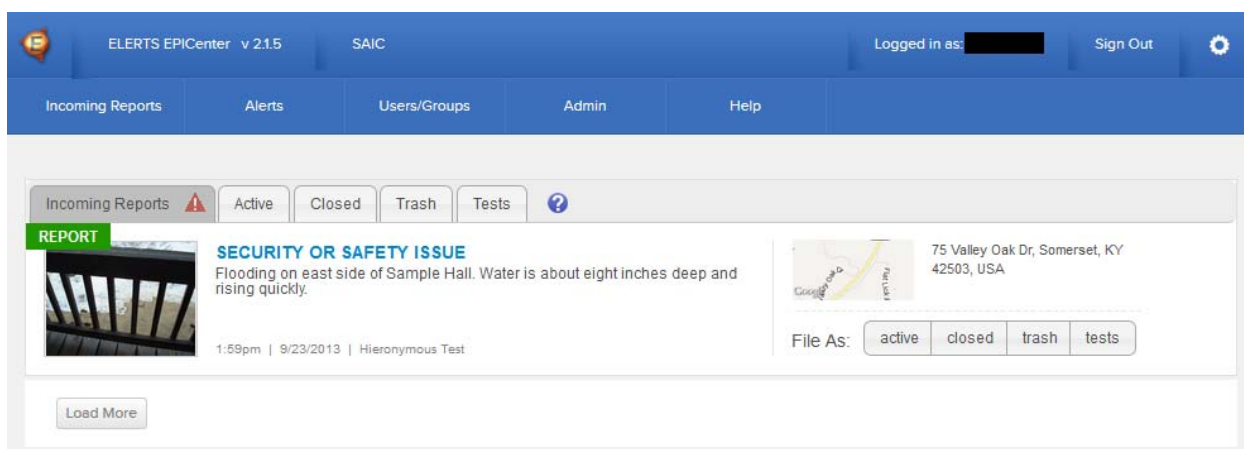 E
ELERTS EPICenter v 2.1.5
SAIC
Logged in as:
Sign Out
Incoming Reports
Alerts
Users/Groups
Admin
Help
Incoming Reports
Active
Closed
Trash
Tests
?
REPORT
SECURITY OR SAFETY ISSUE
Flooding on east side of Sample Hall. Water is about eight inches deep and
rising quickly.
1:59pm | 9/23/2013 | Hieronymous Test
Google
75 Valley Oak Dr, Somerset, KY
42503, USA
File As:
active
closed
trash
tests
Load More